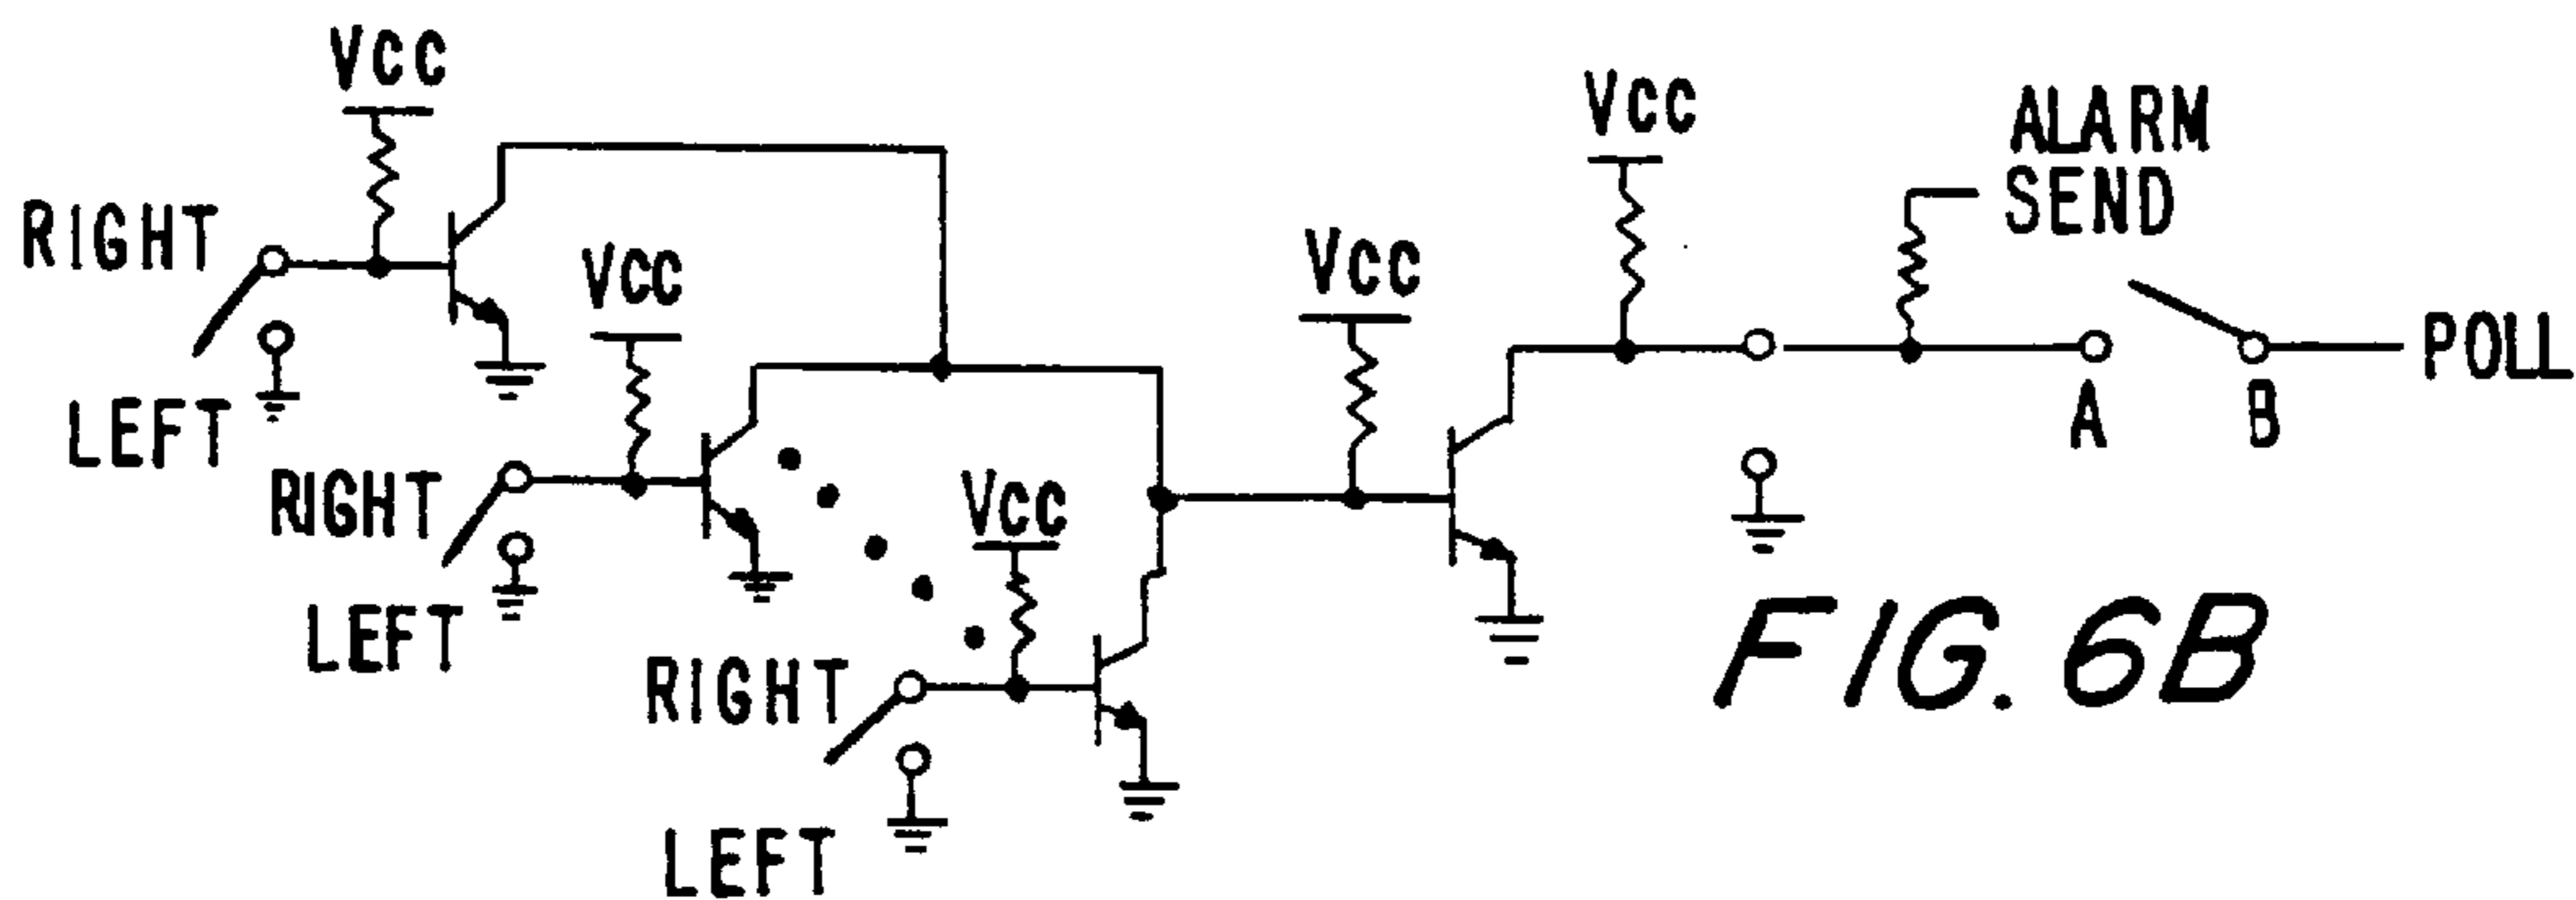 VCC
RIGHT
LEFT
VCC
RIGHT
LEFT
VCC
RIGHT
LEFT
VCC
VCC
ALARM
SEND
A
B
POLL
FIG. 6B